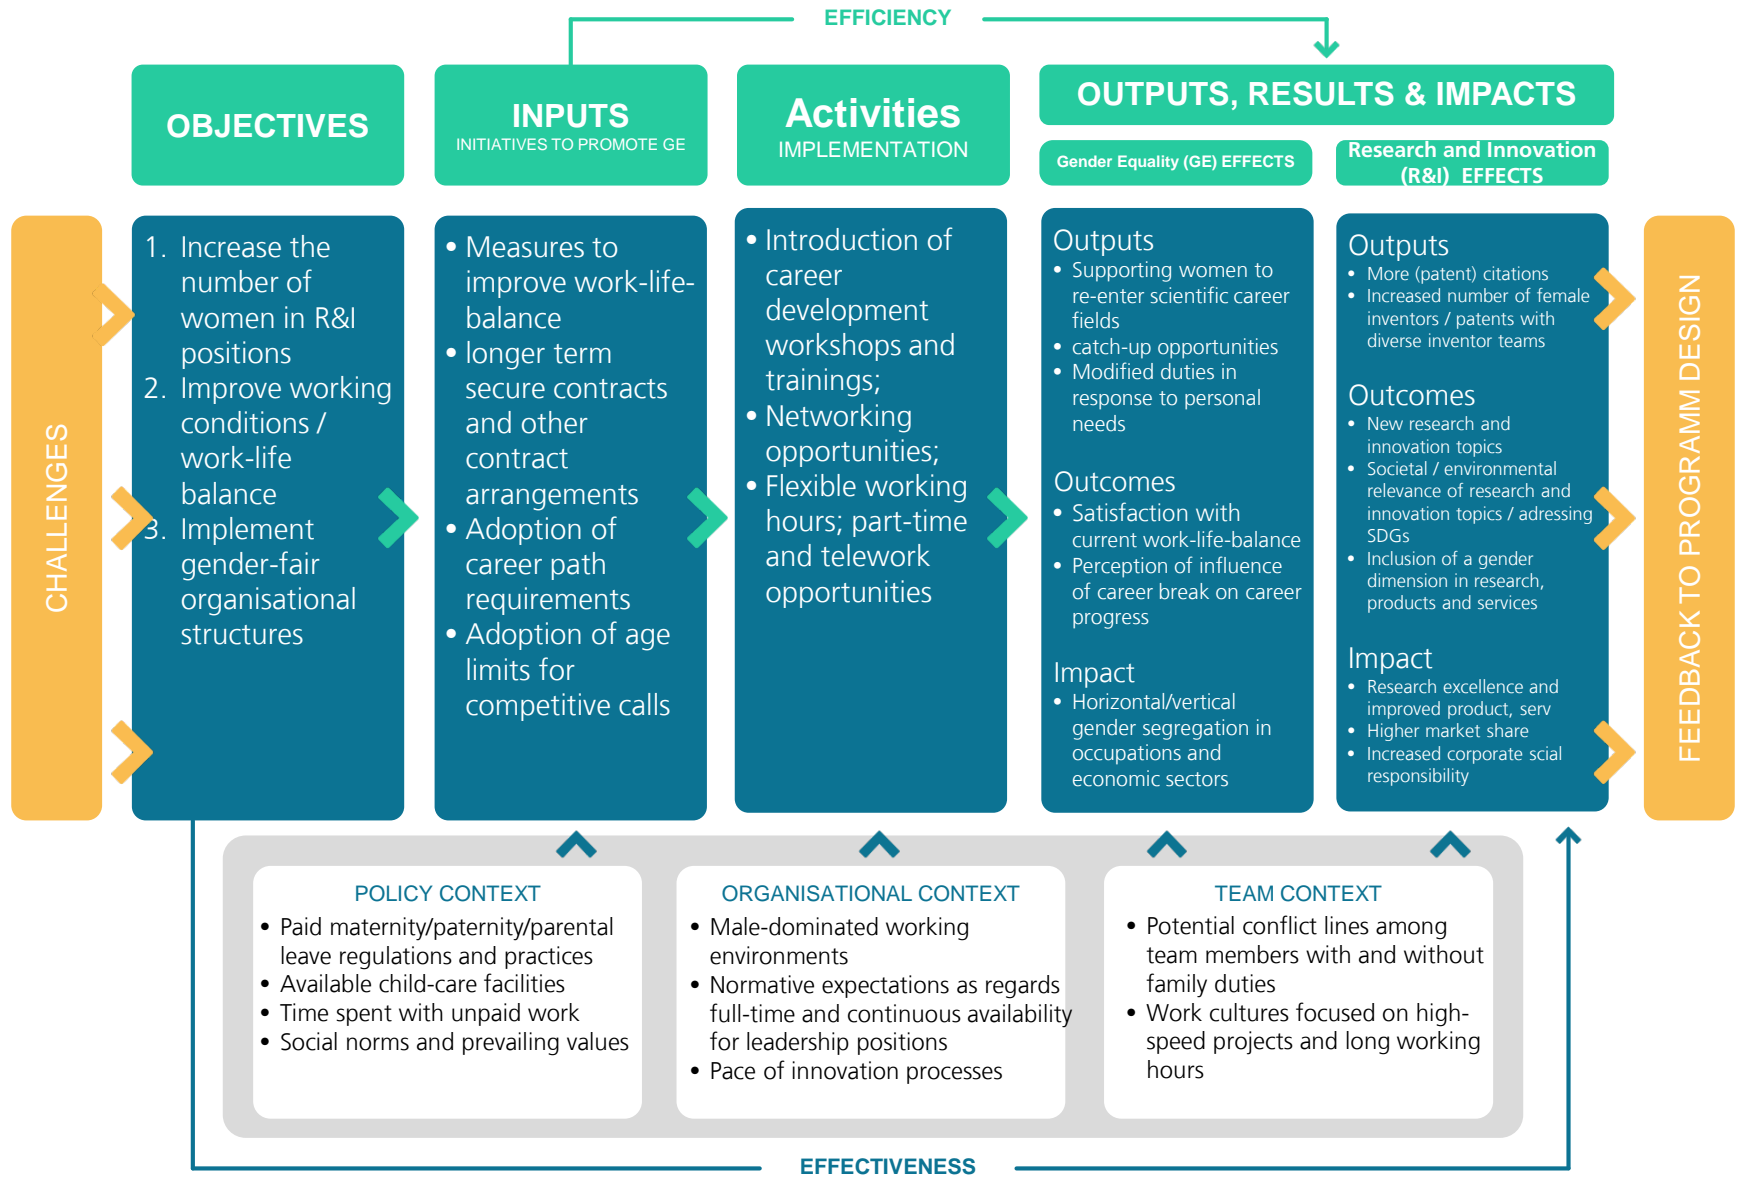 EFFICIENCY
OBJECTIVES
INPUTS
INITIATIVES TO PROMOTE GE
Activities
IMPLEMENTATION
OUTPUTS, RESULTS & IMPACTS
Gender Equality (GE) EFFECTS
Research and Innovation
(R&I) EFFECTS
CHALLENGES
1. Increase the
number of
women in R&I
positions
2. Improve working
conditions /
work-life
balance
3. Implement
gender-fair
organisational
structures
• Measures to
improve work-life-
balance
• longer term
secure contracts
and other
contract
arrangements
• Adoption of
career path
requirements
• Adoption of age
limits for
competitive calls
• Introduction of
career
development
workshops and
trainings;
• Networking
opportunities;
• Flexible working
hours; part-time
and telework
opportunities
Outputs
• Supporting women to
re-enter scientific career
fields
• catch-up opportunities
• Modified duties in
response to personal
needs
Outcomes
• Satisfaction with
current work-life-balance
• Perception of influence
of career break on career
progress
Impact
• Horizontal/vertical
gender segregation in
occupations and
economic sectors
Outputs
• More (patent) citations
• Increased number of female
inventors / patents with
diverse inventor teams
Outcomes
• New research and
innovation topics
• Societal / environmental
relevance of research and
innovation topics / adressing
SDGs
• Inclusion of a gender
dimension in research,
products and services
Impact
• Research excellence and
improved product, serv
• Higher market share
• Increased corporate scial
responsibility
FEEDBACK TO PROGRAMM DESIGN
POLICY CONTEXT
• Paid maternity/paternity/parental
leave regulations and practices
• Available child-care facilities
• Time spent with unpaid work
• Social norms and prevailing values
ORGANISATIONAL CONTEXT
• Male-dominated working
environments
• Normative expectations as regards
full-time and continuous availability
for leadership positions
• Pace of innovation processes
TEAM CONTEXT
• Potential conflict lines among
team members with and without
family duties
• Work cultures focused on high-
speed projects and long working
hours
EFFECTIVENESS